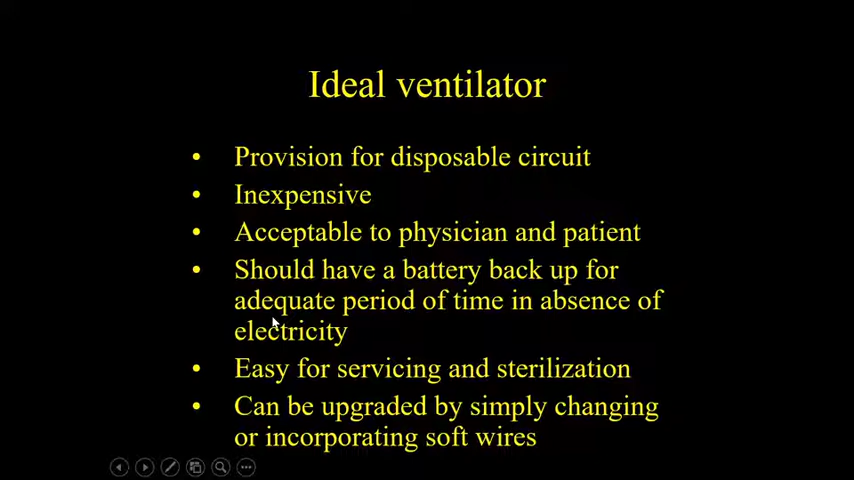 Ideal ventilator
• Provision for disposable circuit
• Inexpensive
• Acceptable to physician and patient
• Should have a battery back up for
adequate period of time in absence of
electricity
• Easy for servicing and sterilization
• Can be upgraded by simply changing
or incorporating soft wires